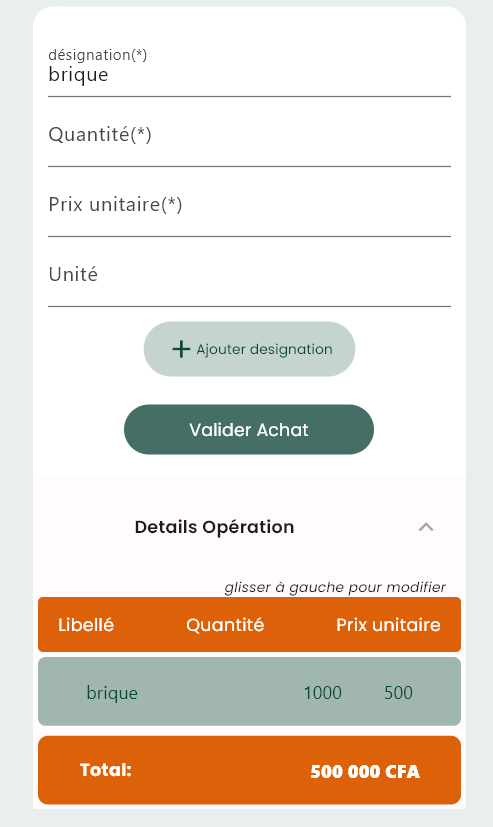 désignation(*)
brique
Quantité(*)
Prix unitaire(*)
Unité
+ Ajouter designation
Valider Achat
Details Opération
glisser à gauche pour modifier
Libellé Quantité Prix unitaire
brique 1000 500
Total: 500 000 CFA